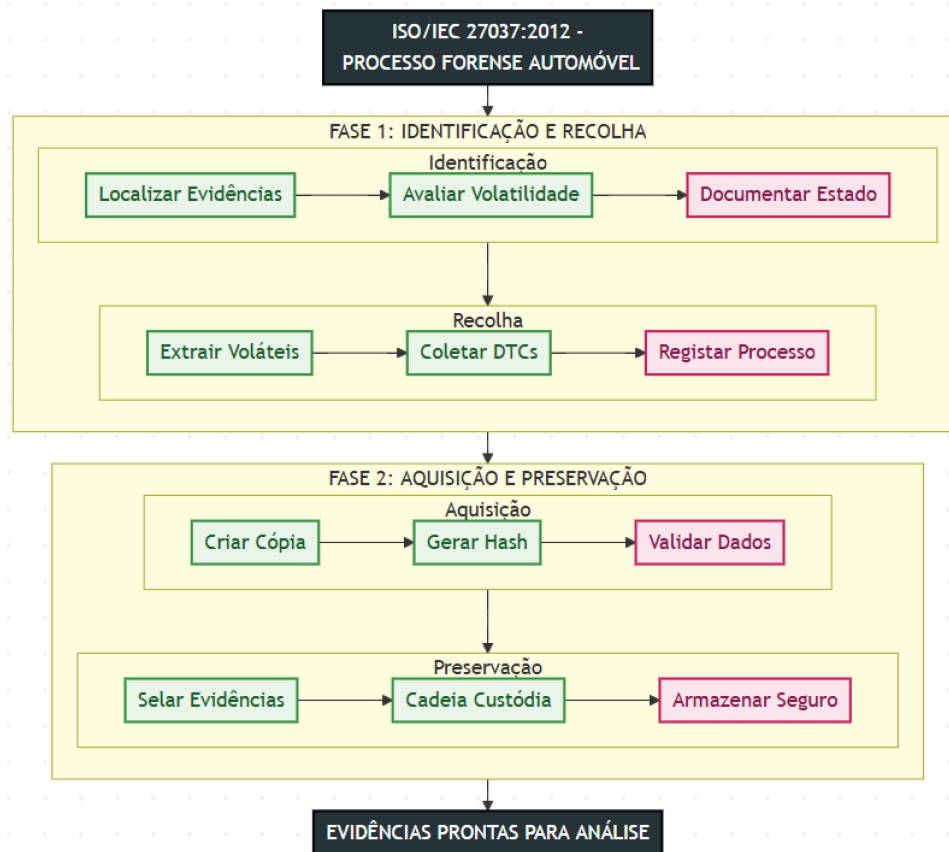 ISO/IEC 27037:2012 -
PROCESSO FORENSE AUTOMÓVEL
FASE 1: IDENTIFICAÇÃO E RECOLHA
Identificação
Localizar Evidências
Avaliar Volatilidade
Documentar Estado
Recolha
Extrair Voláteis
Coletar DTCs
Registar Processo
FASE 2: AQUISIÇÃO E PRESERVAÇÃO
Aquisição
Criar Cópia
Gerar Hash
Validar Dados
Preservação
Selar Evidências
Cadeia Custódia
Armazenar Seguro
EVIDÊNCIAS PRONTAS PARA ANÁLISE